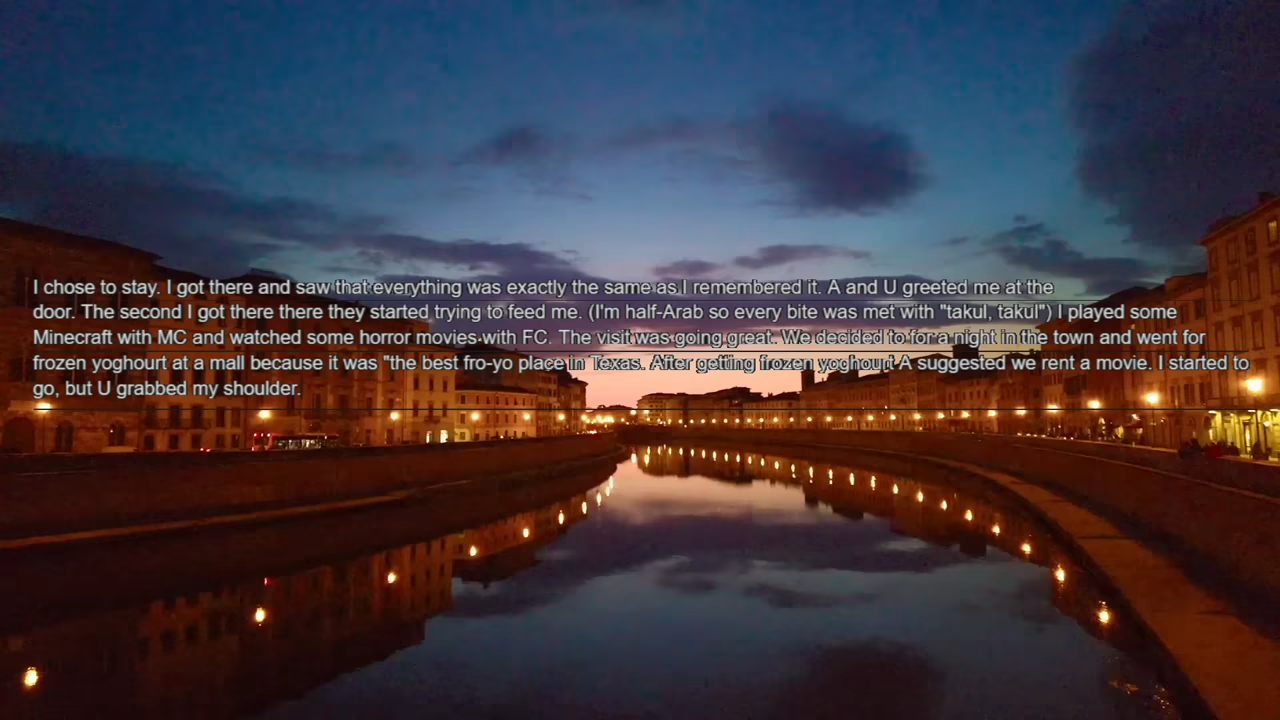 I chose to stay. I got there and saw that everything was exactly the same as I remembered it. A and U greeted me at the
door. The second I got there there they started trying to feed me. (I'm half-Arab so every bite was met with "takul, takul") I played some
Minecraft with MC and watched some horror movies with FC. The visit was going great. We decided to for a night in the town and went for
frozen yoghourt at a mall because it was "the best fro-yo place in Texas. After getting frozen yoghourt A suggested we rent a movie. I started to
go, but U grabbed my shoulder.